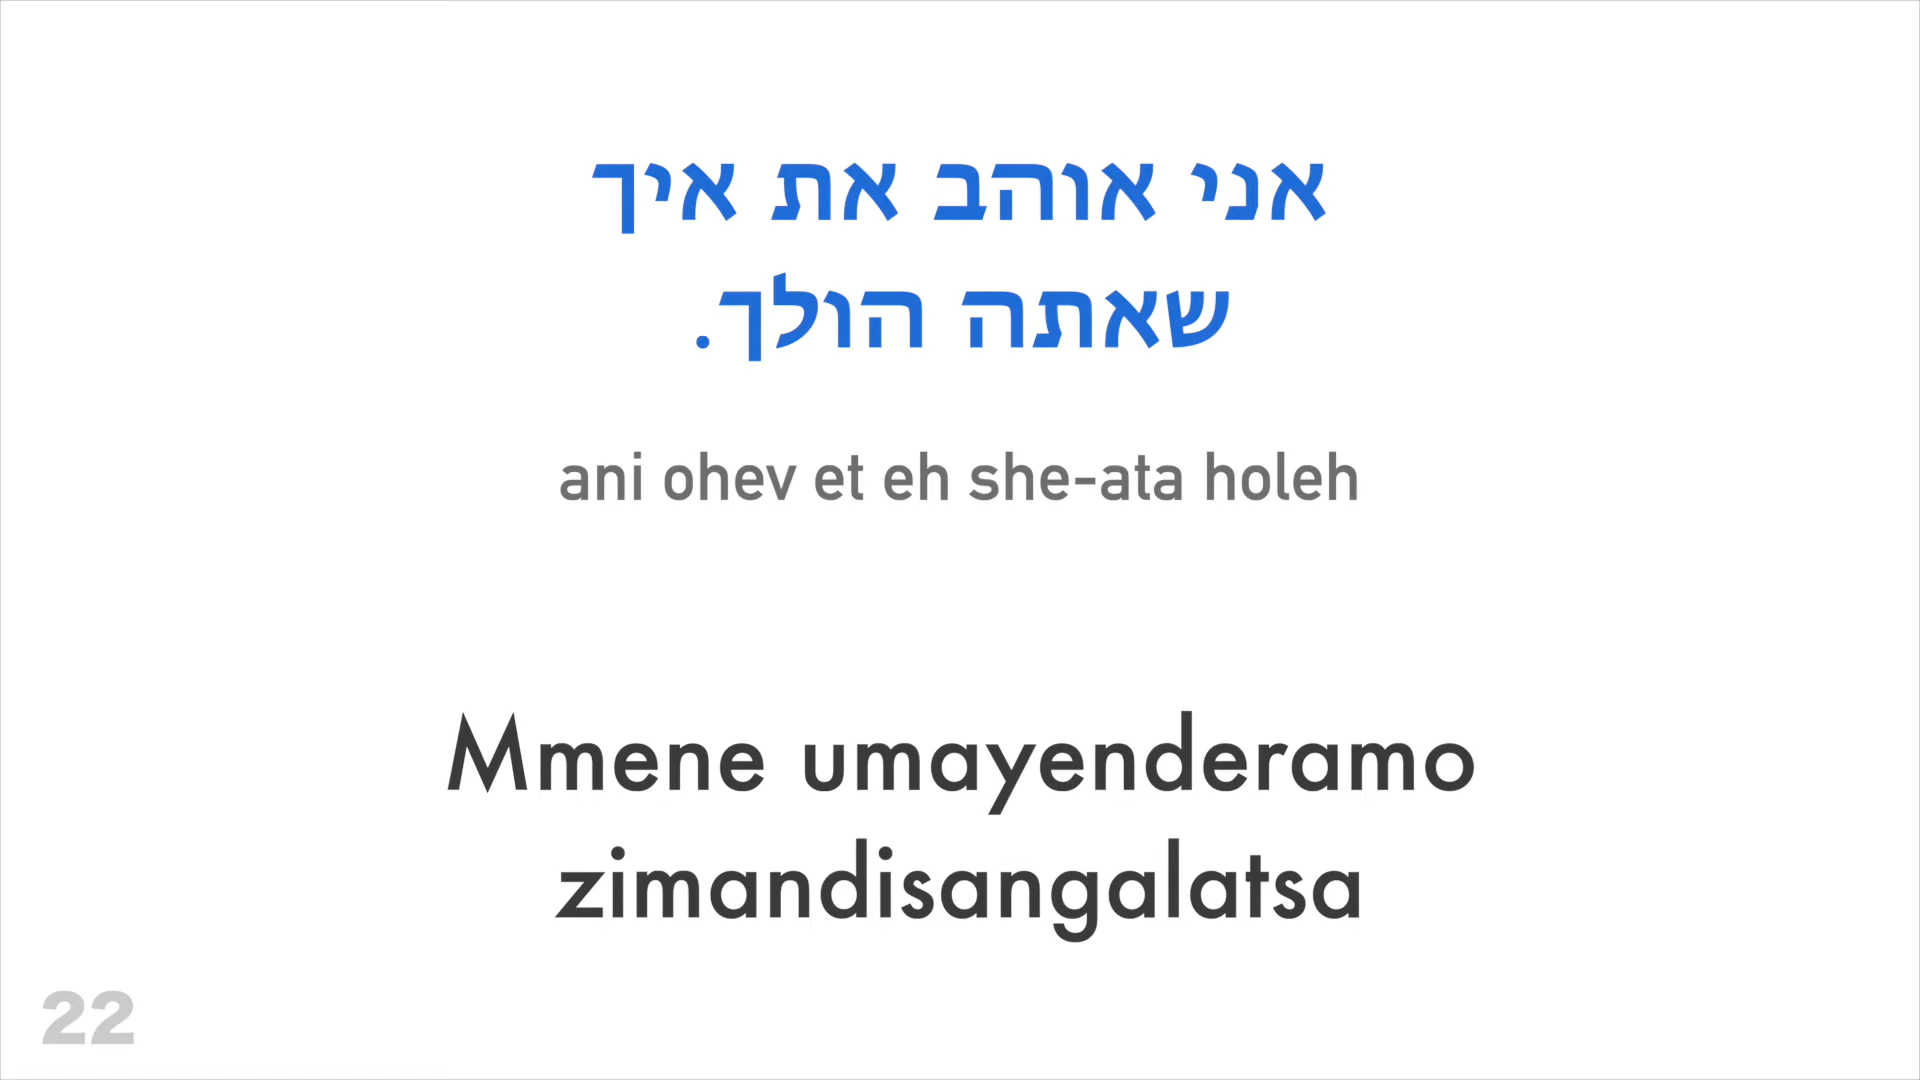 אני אוהב את איך
שאתה הולך.
ani ohev et eh she-ata holeh
Mmene umayenderamo
zimandisangalatsa
22